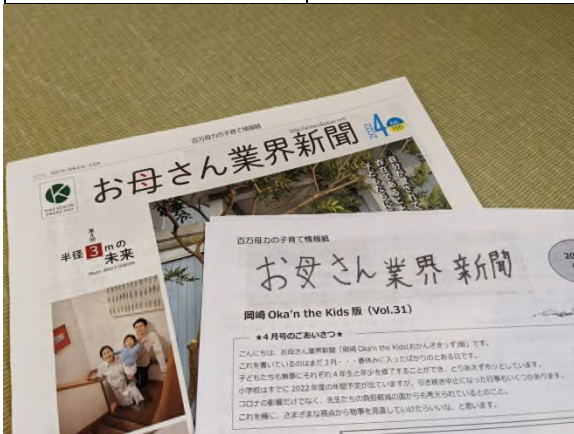 百万母力の子育て情報紙
お母さん業界新聞
4
第4回
半径3mの
未来
百万母力の子育て情報紙
お母さん業界新聞
岡崎 Oka'n the Kids 版（Vol.31）
★4月号のごあいさつ★
こんにちは、お母さん業界新聞「岡崎 Oka'n the Kids(おかんざきっず)版」です。
これを書いているのはまだ3月・・・春休みに入ったばかりのとある日です。
子どもたちも無事にそれぞれ4年生と年少を修了することができ、とりあえずホッとしています。
小学校はすでに2022年度の年間予定が出ていますが、引き続き中止になった行事もいくつかあります。
コロナの影響だけでなく、先生たちの負担軽減の面からも考えられているとのこと。
これを機に、さまざまな視点から物事を見直していけたらいいな、と思います。